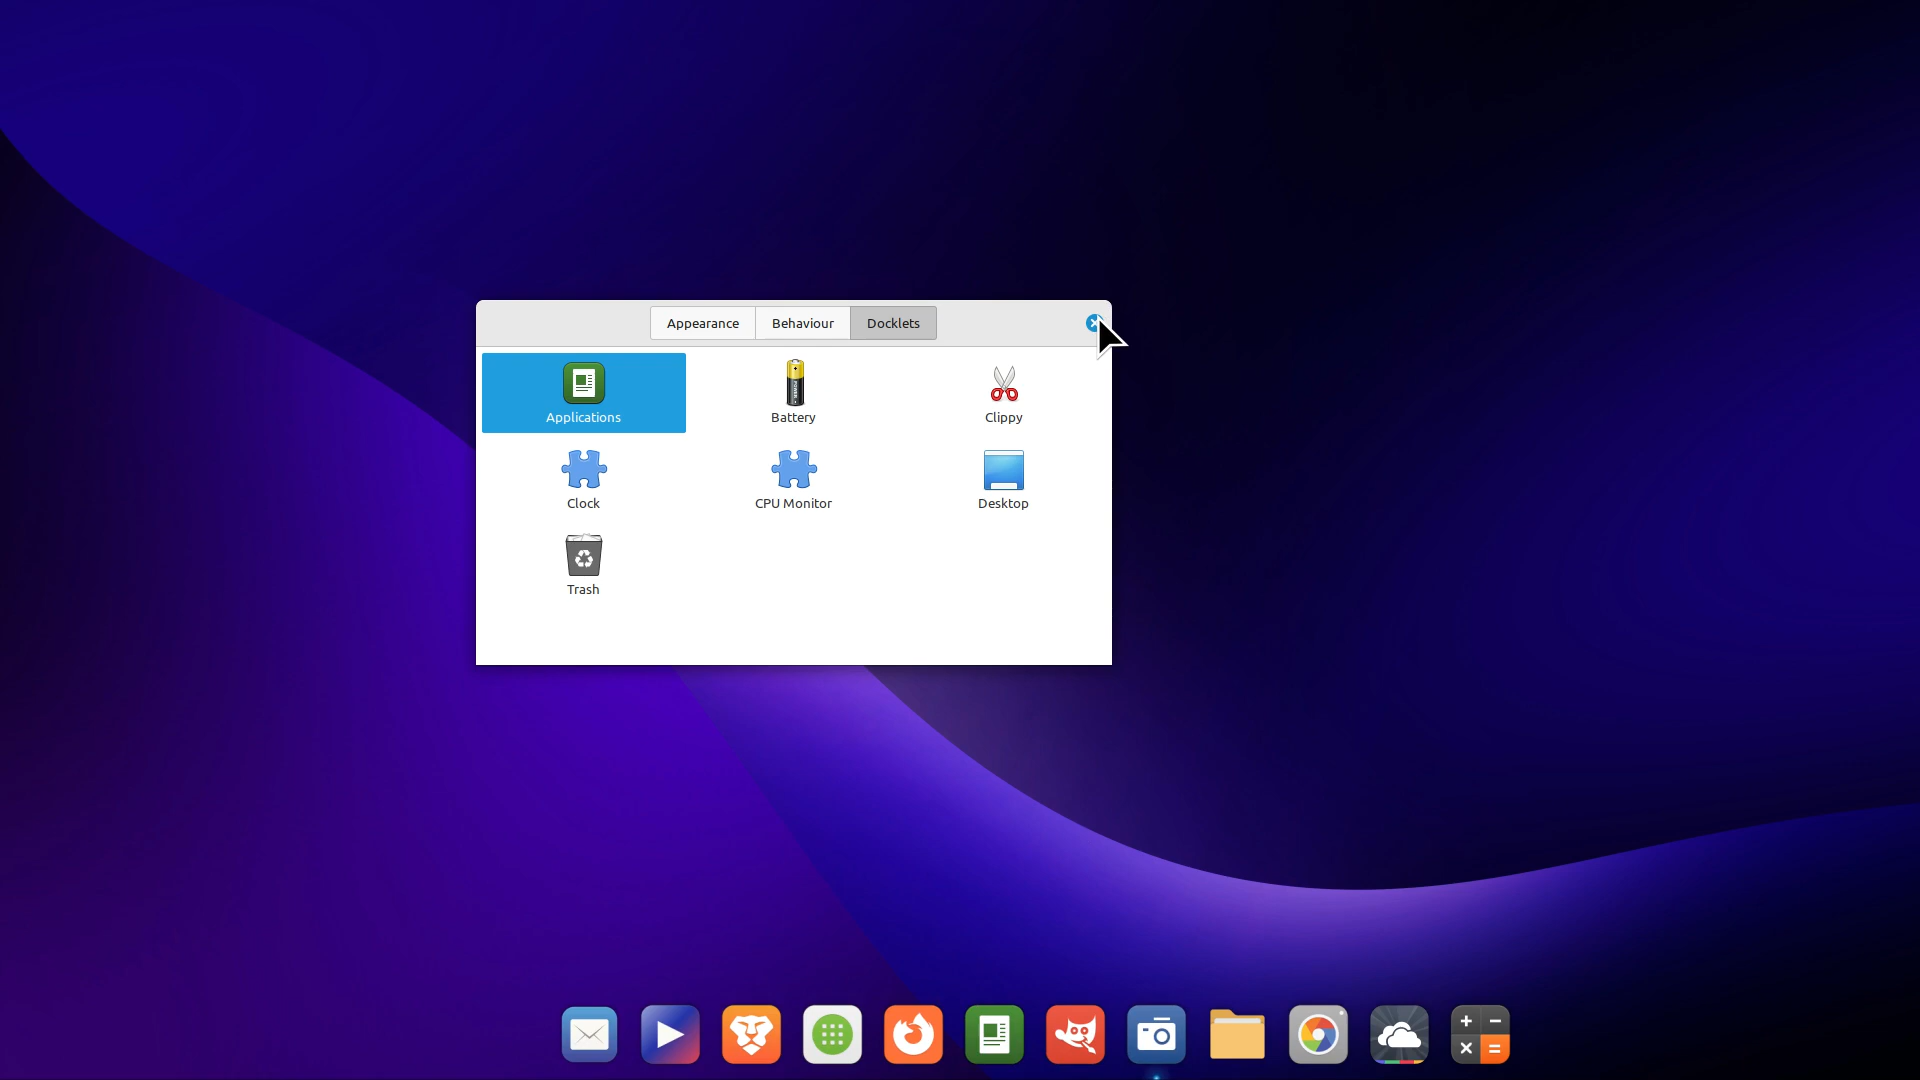 Appearance Behaviour Docklets
Applications Battery Clippy
Clock CPU Monitor Desktop
Trash